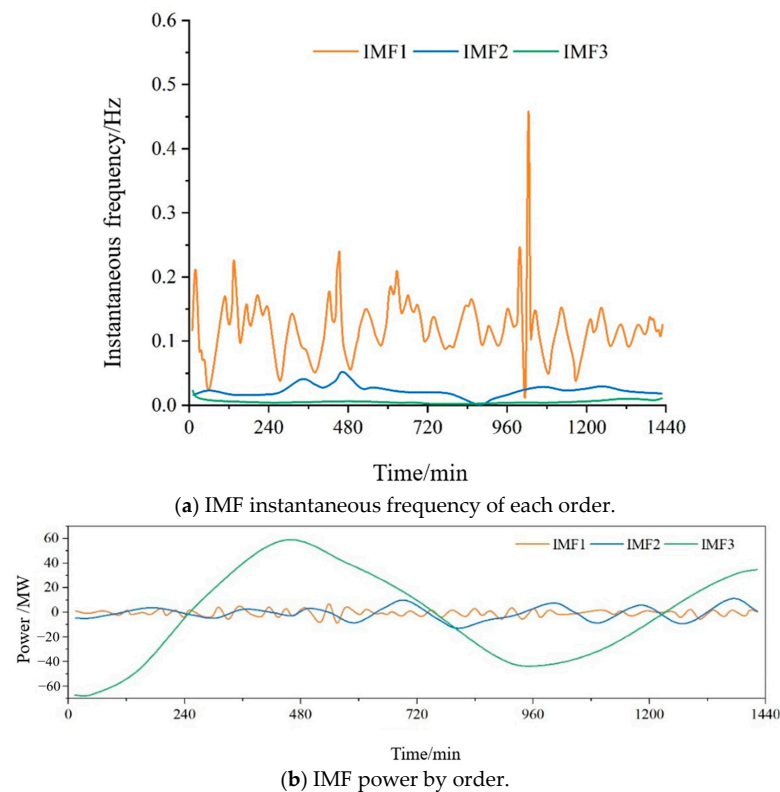 0.6
IMF1 IMF2 IMF3
0.5
0.4
0.3
0.2
0.1
0.0
Instantaneous frequency/Hz
0 240 480 720 960 1200 1440
Time/min
(a) IMF instantaneous frequency of each order.
60
IMF1 IMF2 IMF3
40
20
0
−20
−40
−60
Power /MW
0 240 480 720 960 1200 1440
Time/min
(b) IMF power by order.